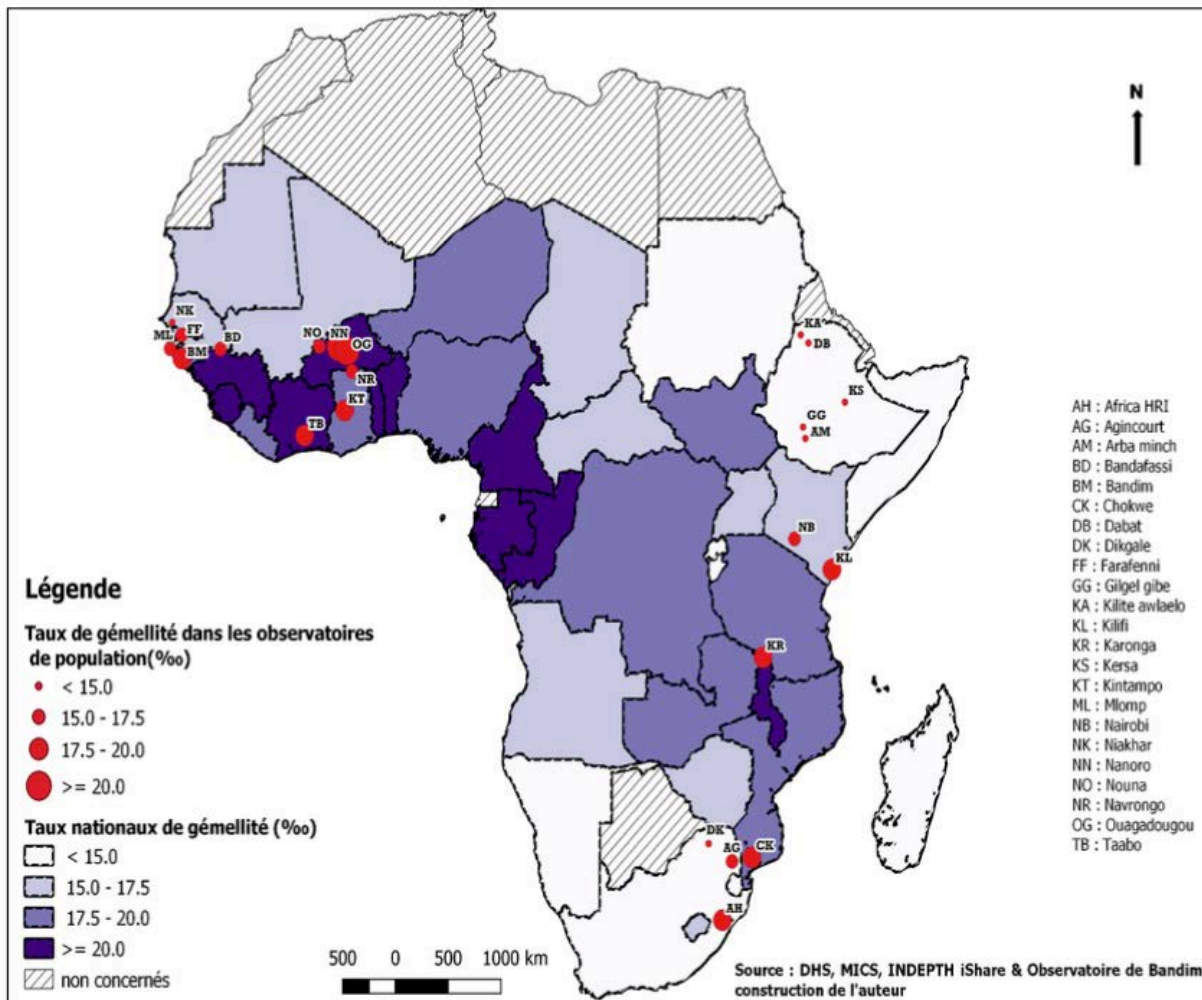 N
NK
FF
ML
BM
BD
NO
NN
OG
NR
KT
TB
KA
DB
KS
GG
AM
NB
KL
KR
DK
AG
CK
AH
AH : Africa HRI
AG : Agincourt
AM : Arba minch
BD : Bandafassi
BM : Bandim
CK : Chokwe
DB : Dabat
DK : Dikgale
FF : Farafenni
GG : Gilgel gibe
KA : Kilite awlaelo
KL : Kilifi
KR : Karonga
KS : Kersa
KT : Kintampo
ML : Mlomp
NB : Nairobi
NK : Niakhar
NN : Nanoro
NO : Nouna
NR : Navrongo
OG : Ouagadougou
TB : Taabo
Légende
Taux de gémellité dans les observatoires
de population(‰)
< 15.0
15.0 - 17.5
17.5 - 20.0
>= 20.0
Taux nationaux de gémellité (‰)
< 15.0
15.0 - 17.5
17.5 - 20.0
>= 20.0
non concernés
500 0 500 1000 km
Source : DHS, MICS, INDEPTH iShare & Observatoire de Bandim
construction de l'auteur